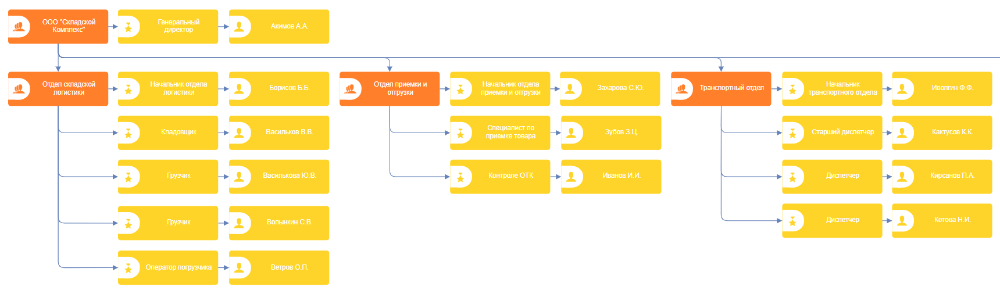 ООО "Складской
Комплекс"
Генеральный
директор
Акимов А.А.
Отдел складской
логистики
Начальник отдела
логистики
Борисов Б.Б.
Отдел приемки и
отгрузки
Начальник отдела
приемки и отгрузки
Захарова С.Ю.
Транспортный отдел
Начальник
транспортного отдела
Иволгин Ф.Ф.
Кладовщик
Васильков В.В.
Специалист по
приемке товара
Зубов З.Ц.
Старший диспетчер
Кактусов К.К.
Грузчик
Василькова Ю.В.
Контроле ОТК
Иванов И.И.
Диспетчер
Кирсанов П.А.
Грузчик
Волынкин С.В.
Диспетчер
Котова Н.И.
Оператор погрузчика
Ветров О.П.